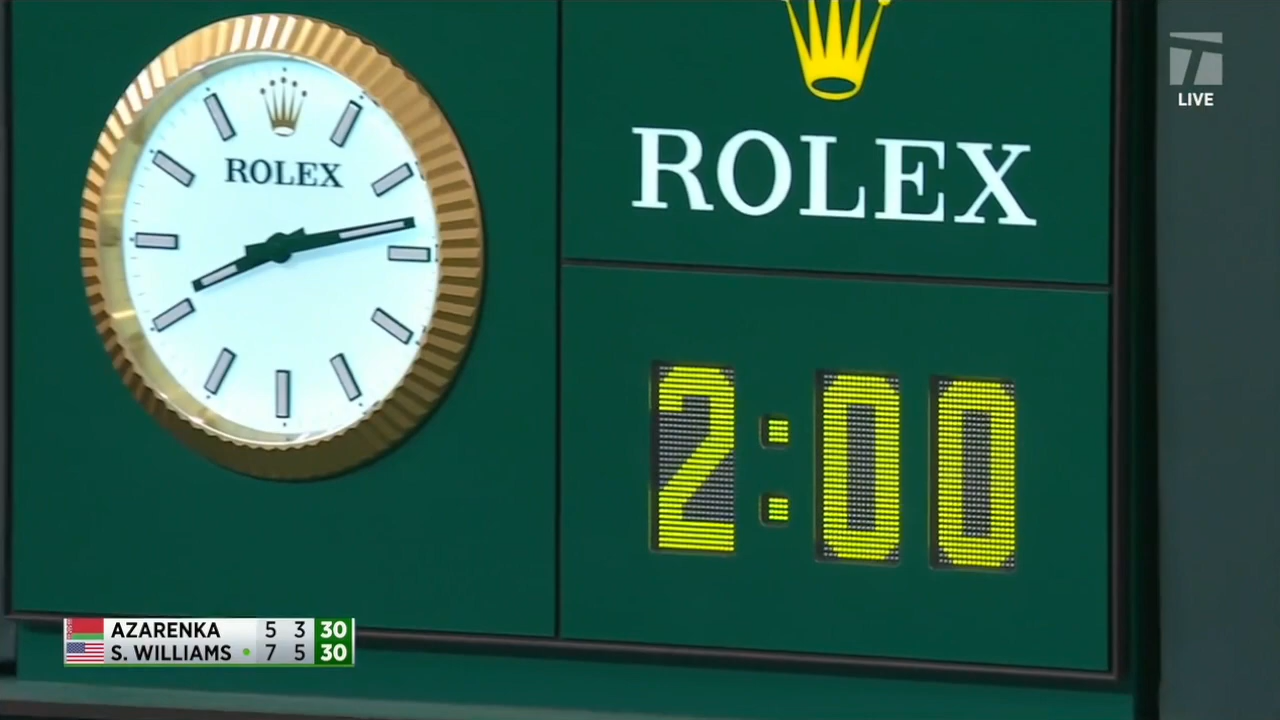 ROLEX
ROLEX
T
LIVE
2:00
AZARENKA 5 3 30
S. WILLIAMS • 7 5 30